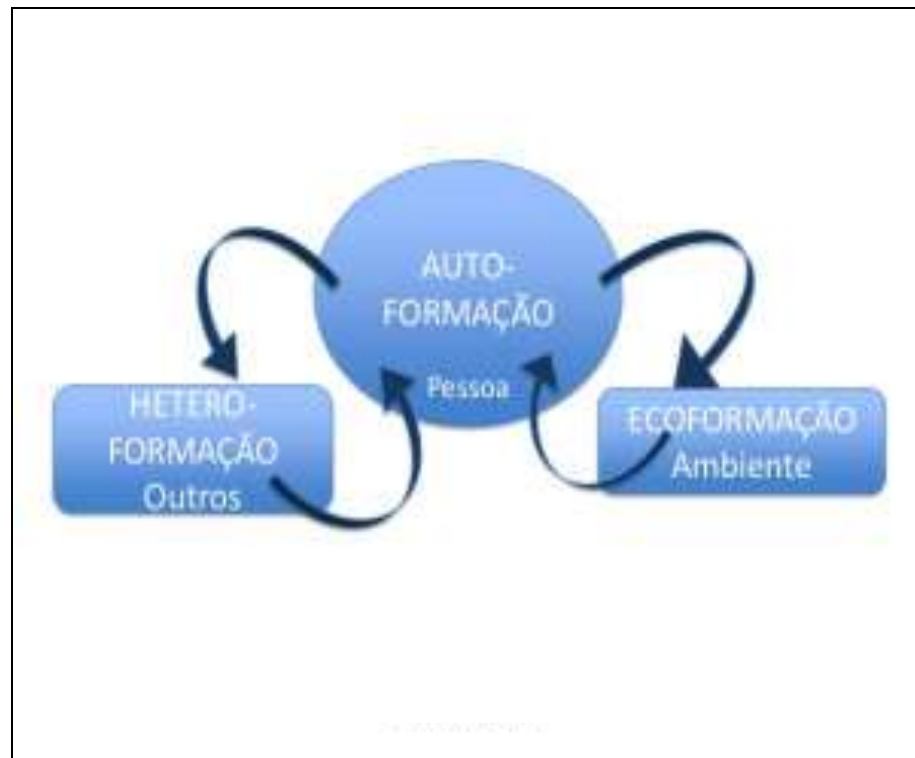 AUTO-
FORMAÇÃO
Pessoa
HETERO-
FORMAÇÃO
Outros
ECOFORMAÇÃO
Ambiente